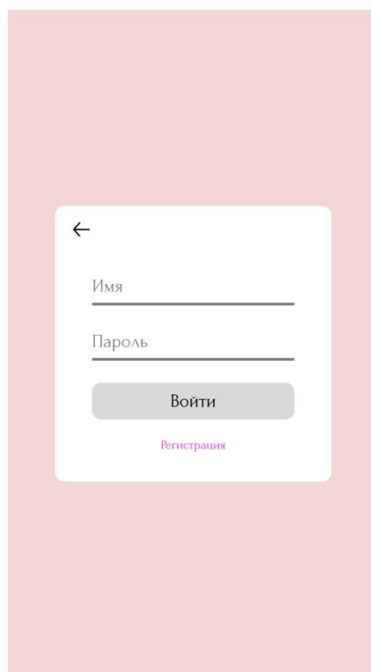 Имя
Пароль
Войти
Регистрация